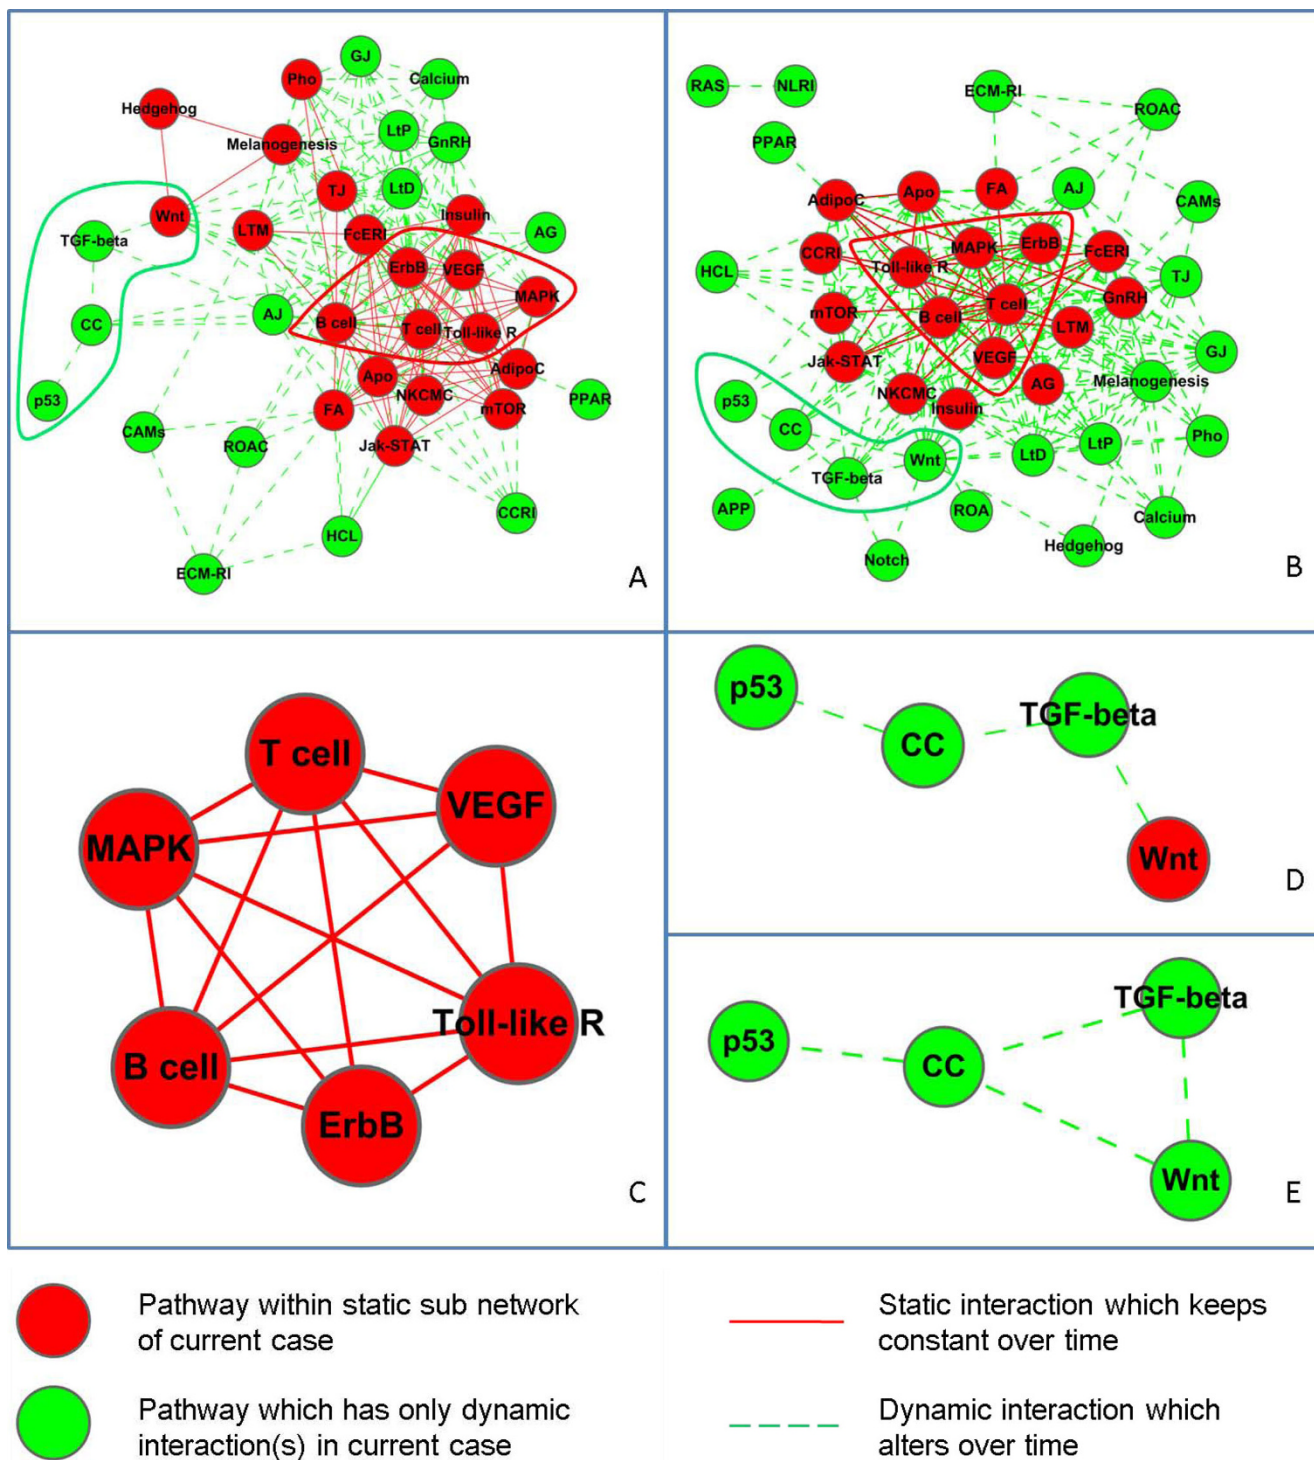 GJ
Pho
Calcium
Hedgehog
LtP
GnRH
Melanogenesis
LtD
TJ
Insulin
Wnt
LTM
FcERI
AG
TGF-beta
ErbB
VEGF
MAPK
AJ
B cell
T cell
Toll-like R
CC
AdipoC
Apo
NKCMC
mTOR
PPAR
p53
FA
CAMs
ROAC
Jak-STAT
CCRI
HCL
ECM-RI
A
RAS
NLRI
ECM-RI
ROAC
PPAR
AdipoC
Apo
FA
AJ
CAMs
MAPK
ErbB
CCRI
Toll-like R
FcERI
HCL
TJ
GnRH
mTOR
B cell
T cell
LTM
Jak-STAT
VEGF
GJ
Melanogenesis
NKCMC
Insulin
AG
p53
CC
Pho
TGF-beta
Wnt
LtD
LtP
APP
ROA
Calcium
Hedgehog
Notch
B
T cell
VEGF
MAPK
Toll-like R
B cell
ErbB
C
p53
CC
TGF-beta
Wnt
D
TGF-beta
p53
CC
Wnt
E
Pathway within static sub network
of current case
Static interaction which keeps
constant over time
Pathway which has only dynamic
interaction(s) in current case
Dynamic interaction which
alters over time